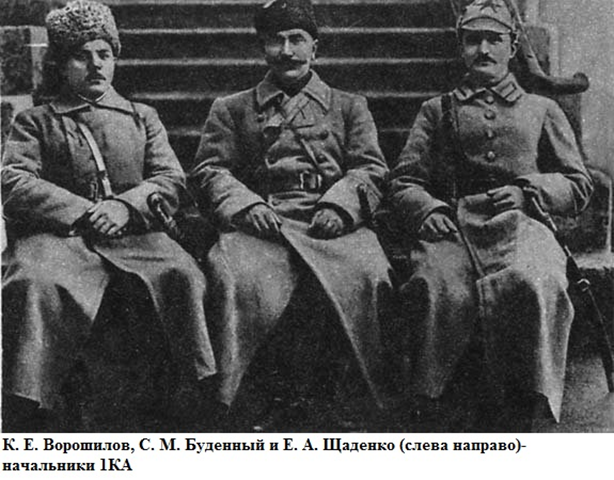 К. Е. Ворошилов, С. М. Буденный и Е. А. Щаденко (слева направо)-
начальники 1КА